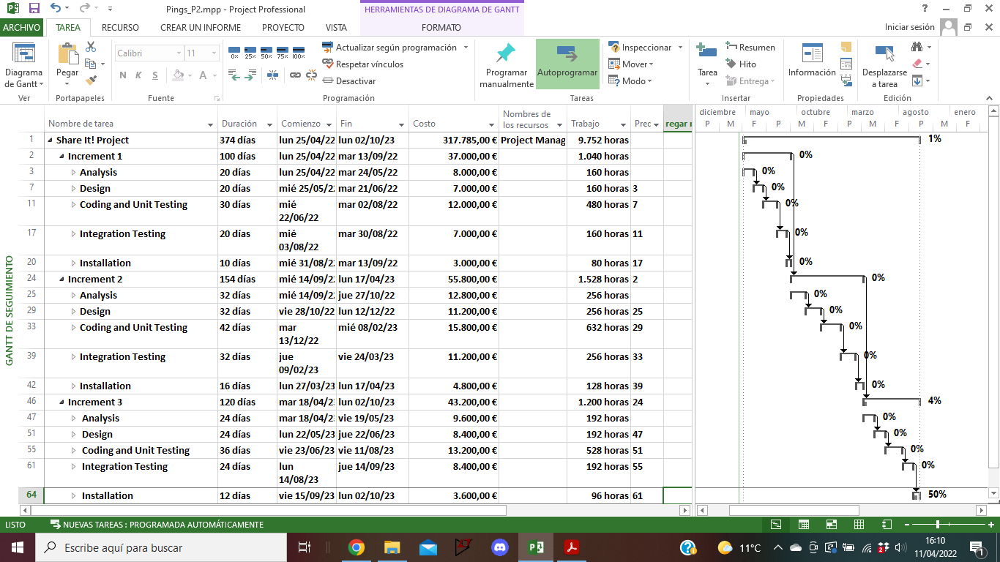 Pings_P2.mpp - Project Professional
HERRAMIENTAS DE DIAGRAMA DE GANTT
?
ARCHIVO TAREA RECURSO CREAR UN INFORME PROYECTO VISTA FORMATO Iniciar sesión
Diagrama de Gantt
Ver
Pegar
Portapapeles
Calibri 11
N K S A
Fuente
0% 25% 50% 75% 100%
Actualizar según programación
Respetar vínculos
Desactivar
Programación
Programar manualmente
Autoprogramar
Inspeccionar
Mover
Modo
Tareas
Tarea
Resumen
Hito
Entrega
Insertar
Información
Propiedades
Desplazarse a tarea
Edición
Nombre de tarea Duración Comienzo Fin Costo Nombres de los recursos Trabajo Prec regar n
diciembre mayo octubre marzo agosto enero
P M F P M F P M F P M F
1 Share It! Project 374 días lun 25/04/22 lun 02/10/23 317.785,00 € Project Manag 9.752 horas 1%
2 Increment 1 100 días lun 25/04/22 mar 13/09/22 37.000,00 € 1.040 horas 0%
3 Analysis 20 días lun 25/04/22 mar 24/05/22 8.000,00 € 160 horas 0%
7 Design 20 días mié 25/05/2 mar 21/06/22 7.000,00 € 160 horas 3 0%
11 Coding and Unit Testing 30 días mié 22/06/22 mar 02/08/22 12.000,00 € 480 horas 7 0%
17 Integration Testing 20 días mié 03/08/22 mar 30/08/22 7.000,00 € 160 horas 11 0%
20 Installation 10 días mié 31/08/2 mar 13/09/22 3.000,00 € 80 horas 17 0%
24 Increment 2 154 días mié 14/09/2 lun 17/04/23 55.800,00 € 1.528 horas 2 0%
25 Analysis 32 días mié 14/09/2 jue 27/10/22 12.800,00 € 256 horas 0%
29 Design 32 días vie 28/10/22 lun 12/12/22 11.200,00 € 256 horas 25 0%
33 Coding and Unit Testing 42 días mar 13/12/22 mié 08/02/23 15.800,00 € 632 horas 29 0%
39 Integration Testing 32 días jue 09/02/23 vie 24/03/23 11.200,00 € 256 horas 33 0%
42 Installation 16 días lun 27/03/23 lun 17/04/23 4.800,00 € 128 horas 39 0%
46 Increment 3 120 días mar 18/04/2 lun 02/10/23 43.200,00 € 1.200 horas 24 4%
47 Analysis 24 días mar 18/04/2 vie 19/05/23 9.600,00 € 192 horas 0%
51 Design 24 días lun 22/05/23 jue 22/06/23 8.400,00 € 192 horas 47 0%
55 Coding and Unit Testing 36 días vie 23/06/23 vie 11/08/23 13.200,00 € 528 horas 51 0%
61 Integration Testing 24 días lun 14/08/23 jue 14/09/23 8.400,00 € 192 horas 55 0%
64 Installation 12 días vie 15/09/23 lun 02/10/23 3.600,00 € 96 horas 61 50%
GANTT DE SEGUIMIENTO
LISTO NUEVAS TAREAS : PROGRAMADA AUTOMÁTICAMENTE
Escribe aquí para buscar
11°C
16:10
11/04/2022
1